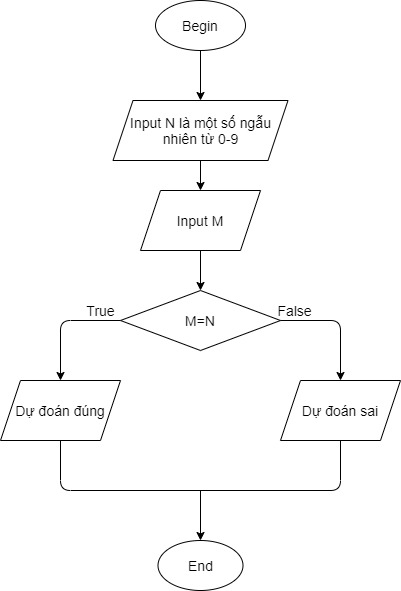 Begin
Input N là một số ngẫu
nhiên từ 0-9
Input M
True
False
M=N
Dự đoán đúng
Dự đoán sai
End